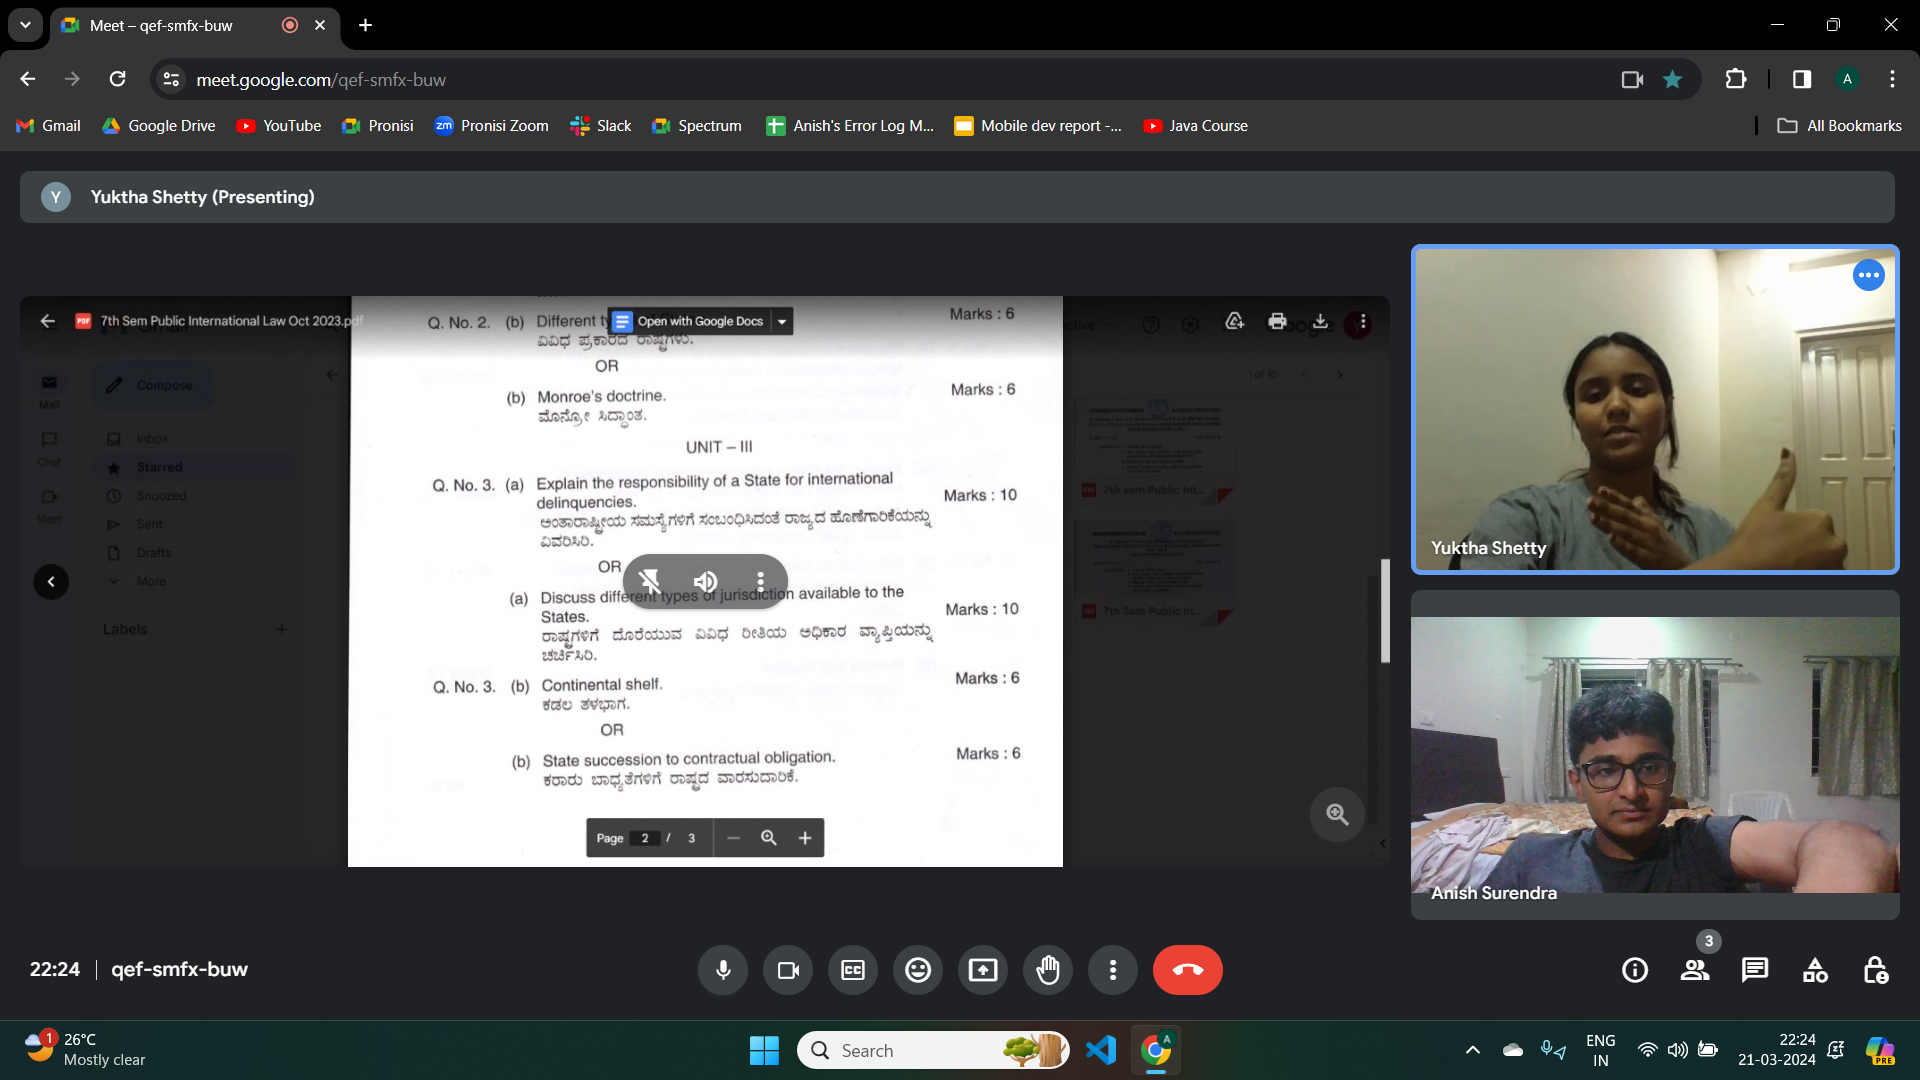 Meet – qef-smfx-buw
meet.google.com/qef-smfx-buw
Gmail Google Drive YouTube Pronisi Pronisi Zoom Slack Spectrum Anish's Error Log M... Mobile dev report -... Java Course All Bookmarks
Y Yuktha Shetty (Presenting)
7th Sem Public International Law Oct 2023.pdf
Open with Google Docs
Q. No. 2. (b) Different Marks : 6
ವಿವಿಧ ಪ್ರಕಾರದ ರಾಷ್ಟ್ರಗಳು.
OR
(b) Monroe's doctrine. Marks : 6
ಮೊನ್ರೋ ಸಿದ್ಧಾಂತ.
UNIT – III
Q. No. 3. (a) Explain the responsibility of a State for international
delinquencies. Marks : 10
ಅಂತಾರಾಷ್ಟ್ರೀಯ ಸಮಸ್ಯೆಗಳಿಗೆ ಸಂಬಂಧಿಸಿದಂತೆ ರಾಜ್ಯದ ಹೊಣೆಗಾರಿಕೆಯನ್ನು
ವಿವರಿಸಿರಿ.
OR
(a) Discuss different types of jurisdiction available to the
States. Marks : 10
ರಾಷ್ಟ್ರಗಳಿಗೆ ದೊರೆಯುವ ವಿವಿಧ ರೀತಿಯ ಅಧಿಕಾರ ವ್ಯಾಪ್ತಿಯನ್ನು
ಚರ್ಚಿಸಿರಿ.
Q. No. 3. (b) Continental shelf. Marks : 6
ಕಡಲ ತಳಭಾಗ.
OR
(b) State succession to contractual obligation. Marks : 6
ಕರಾರು ಬಾಧ್ಯತೆಗಳಿಗೆ ರಾಷ್ಟ್ರದ ವಾರಸುದಾರಿಕೆ.
Page 2 / 3
Compose
Mail
Inbox
Chat
Starred
Snoozed
Meet
Sent
Drafts
More
Labels
1 of 15
7th sem Public Int...
7th Sem Public In...
Yuktha Shetty
Anish Surendra
22:24 | qef-smfx-buw
3
1 26°C
Mostly clear
Search
ENG
IN
22:24
21-03-2024
PRE